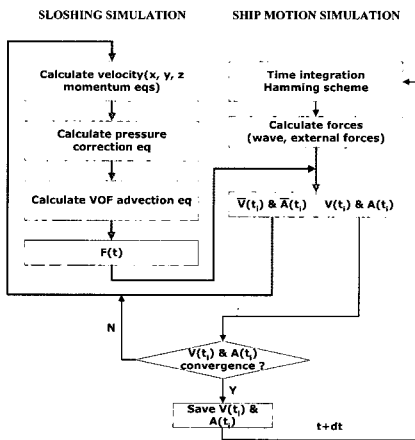 SLOSHING SIMULATION
SHIP MOTION SIMULATION
Calculate velocity(x, y, z
momentum eqs)
Time integration
Hamming scheme
Calculate pressure
correction eq
Calculate forces
(wave, external forces)
Calculate VOF advection eq
V̅(tᵢ) & A̅(tᵢ)
V(tᵢ) & A(tᵢ)
F(t)
N
V(tᵢ) & A(tᵢ)
convergence ?
Y
Save V(tᵢ) &
A(tᵢ)
t+dt